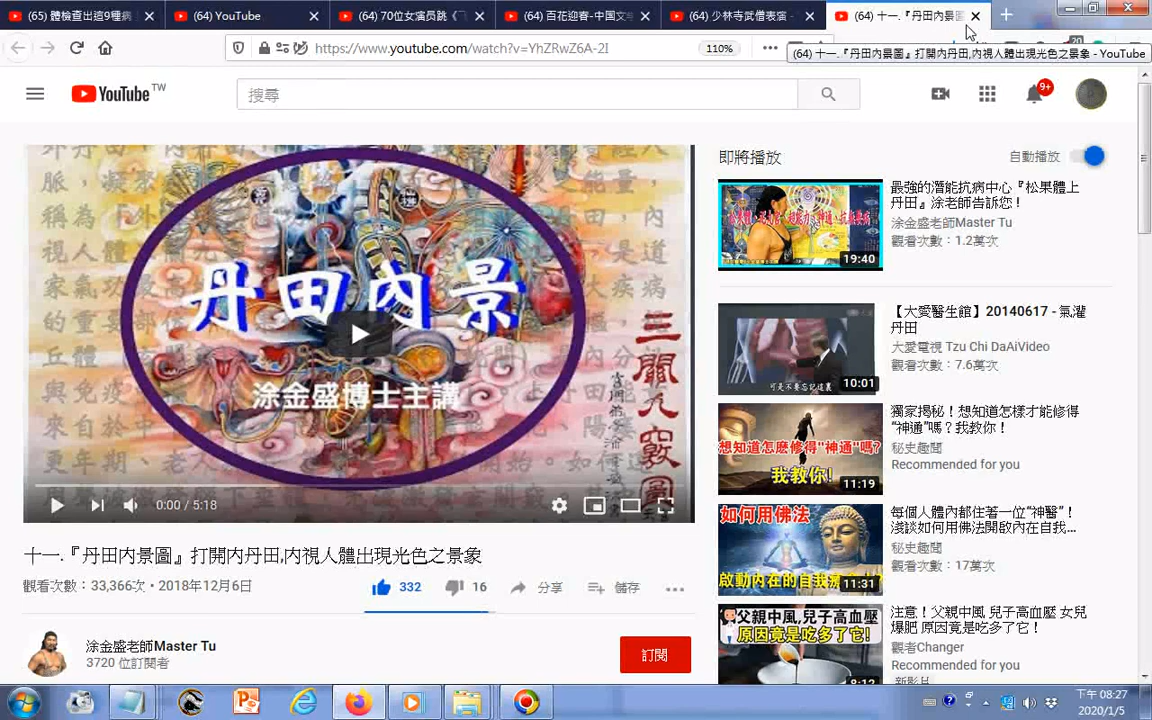 (65) 體檢查出這9種病
(64) YouTube
(64) 70位女演员跳《
(64) 百花迎春-中国文
(64) 少林寺武僧表演 -
(64) 十一.『丹田內景圖
https://www.youtube.com/watch?v=YhZRwZ6A-2I
110%
20
(64) 十一.『丹田內景圖』打開內丹田,內視人體出現光色之景象 - YouTube
YouTube TW
搜尋
9+
丹田內景
涂金盛博士主講
三關九竅圖
0:00 / 5:18
十一.『丹田內景圖』打開內丹田,內視人體出現光色之景象
觀看次數：33,366次 • 2018年12月6日
332
16
分享
儲存
涂金盛老師Master Tu
3720 位訂閱者
訂閱
即將播放
自動播放
19:40
最強的潛能抗病中心『松果體上
丹田』涂老師告訴您！
涂金盛老師Master Tu
觀看次數：1.2萬次
可是不要忘記這裏
10:01
【大愛醫生館】20140617 - 氣灌
丹田
大愛電視 Tzu Chi DaAiVideo
觀看次數：7.6萬次
想知道怎麽修得"神通"嗎?
我教你!
11:19
獨家揭秘！想知道怎樣才能修得
“神通”嗎？我教你！
秘史趣聞
Recommended for you
如何用佛法
啟動內在的自我療
11:31
每個人體內都住著一位“神醫”！
淺談如何用佛法開啟內在自我...
秘史趣聞
觀看次數：17萬次
父親中風,兒子高血壓
原因竟是吃多了它!
8:12
注意！父親中風 兒子高血壓 女兒
爆肥 原因竟是吃多了它！
觀者Changer
Recommended for you
新影片
下午 08:27
2020/1/5